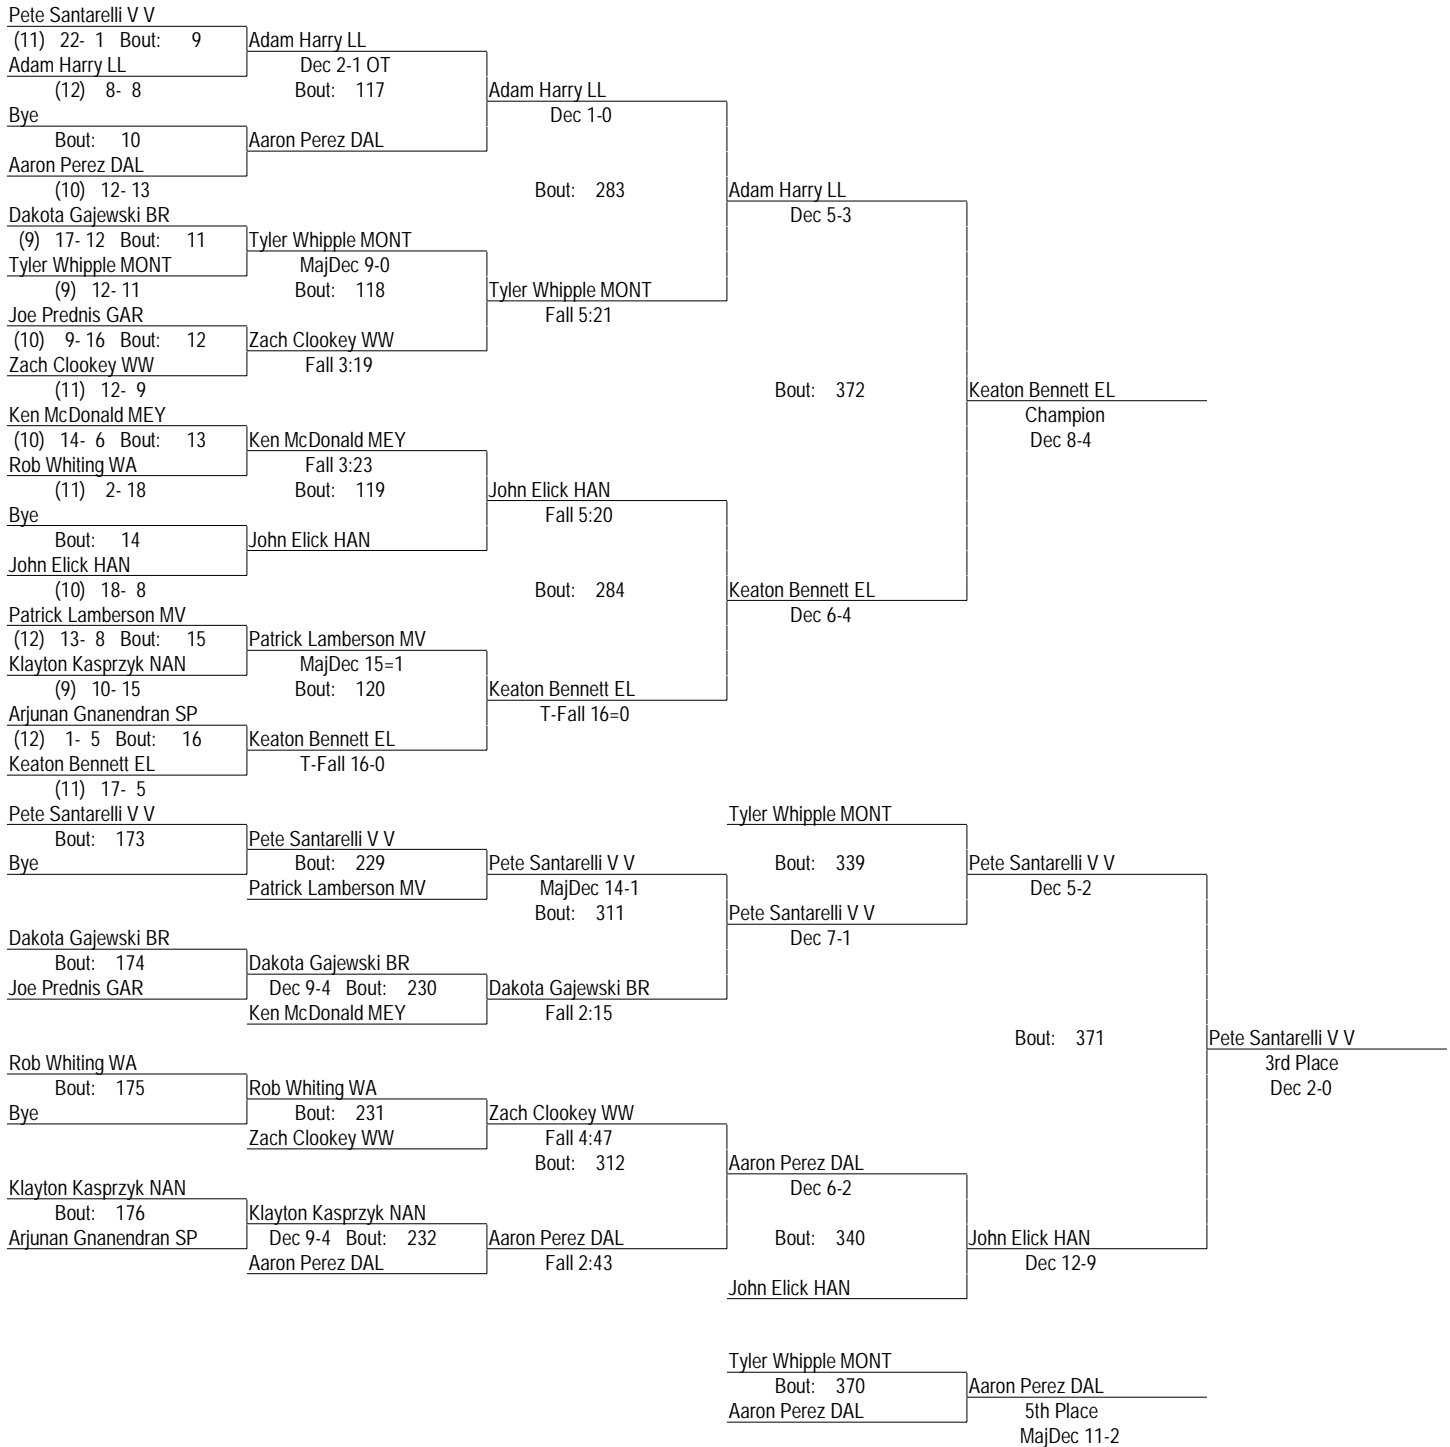 Pete Santarelli V V
(11) 22- 1 Bout: 9
Adam Harry LL
Adam Harry LL
Dec 2-1 OT
(12) 8- 8
Bout: 117
Adam Harry LL
Bye
Dec 1-0
Bout: 10
Aaron Perez DAL
Aaron Perez DAL
(10) 12- 13
Bout: 283
Adam Harry LL
Dakota Gajewski BR
Dec 5-3
(9) 17- 12 Bout: 11
Tyler Whipple MONT
Tyler Whipple MONT
MajDec 9-0
(9) 12- 11
Bout: 118
Tyler Whipple MONT
Joe Prednis GAR
Fall 5:21
(10) 9- 16 Bout: 12
Zach Clookey WW
Zach Clookey WW
Fall 3:19
(11) 12- 9
Bout: 372
Keaton Bennett EL
Ken McDonald MEY
Champion
(10) 14- 6 Bout: 13
Ken McDonald MEY
Dec 8-4
Rob Whiting WA
Fall 3:23
(11) 2- 18
Bout: 119
John Elick HAN
Bye
Fall 5:20
Bout: 14
John Elick HAN
John Elick HAN
(10) 18- 8
Bout: 284
Keaton Bennett EL
Patrick Lamberson MV
Dec 6-4
(12) 13- 8 Bout: 15
Patrick Lamberson MV
Klayton Kasprzyk NAN
MajDec 15=1
(9) 10- 15
Bout: 120
Keaton Bennett EL
Arjunan Gnanendran SP
T-Fall 16=0
(12) 1- 5 Bout: 16
Keaton Bennett EL
Keaton Bennett EL
T-Fall 16-0
(11) 17- 5
Pete Santarelli V V
Tyler Whipple MONT
Bout: 173
Pete Santarelli V V
Bye
Bout: 229
Pete Santarelli V V
Bout: 339
Pete Santarelli V V
Patrick Lamberson MV
MajDec 14-1
Dec 5-2
Bout: 311
Pete Santarelli V V
Dakota Gajewski BR
Dec 7-1
Bout: 174
Dakota Gajewski BR
Joe Prednis GAR
Dec 9-4 Bout: 230
Dakota Gajewski BR
Ken McDonald MEY
Fall 2:15
Bout: 371
Pete Santarelli V V
Rob Whiting WA
3rd Place
Bout: 175
Rob Whiting WA
Dec 2-0
Bye
Bout: 231
Zach Clookey WW
Zach Clookey WW
Fall 4:47
Bout: 312
Aaron Perez DAL
Klayton Kasprzyk NAN
Dec 6-2
Bout: 176
Klayton Kasprzyk NAN
Arjunan Gnanendran SP
Dec 9-4 Bout: 232
Aaron Perez DAL
Bout: 340
John Elick HAN
Aaron Perez DAL
Fall 2:43
Dec 12-9
John Elick HAN
Tyler Whipple MONT
Bout: 370
Aaron Perez DAL
Aaron Perez DAL
5th Place
MajDec 11-2